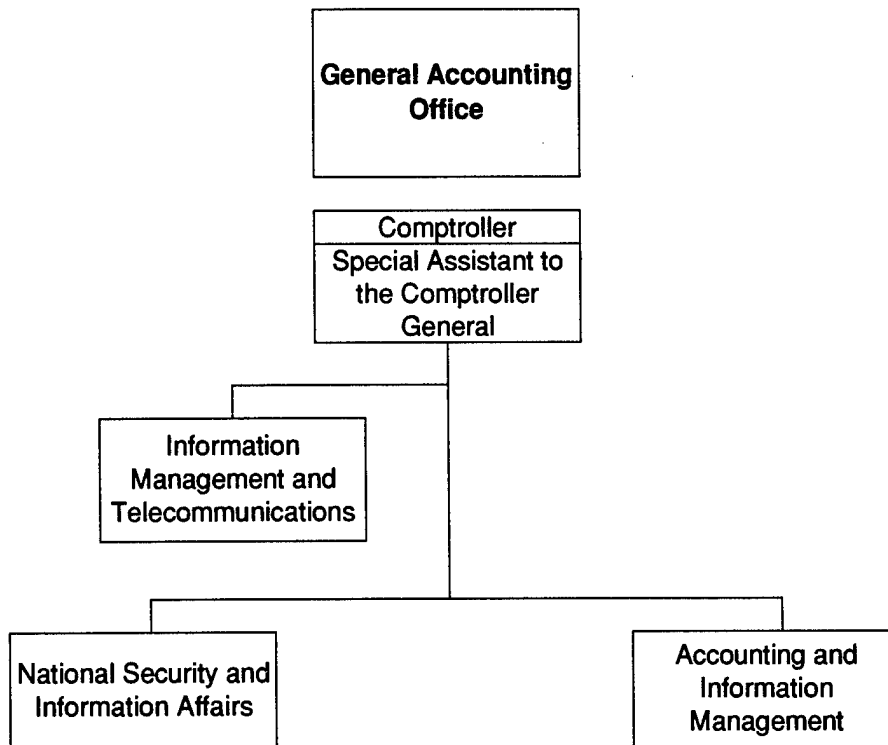 General Accounting
Office
Comptroller
Special Assistant to
the Comptroller
General
Information
Management and
Telecommunications
National Security and
Information Affairs
Accounting and
Information
Management